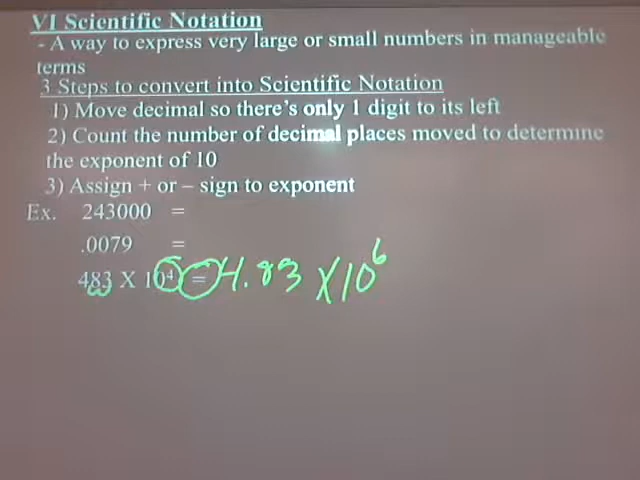 VI Scientific Notation
- A way to express very large or small numbers in manageable
terms
3 Steps to convert into Scientific Notation
1) Move decimal so there's only 1 digit to its left
2) Count the number of decimal places moved to determine
the exponent of 10
3) Assign + or – sign to exponent
Ex. 243000 =
.0079 =
483 X 10⁴ = 4.83 X 10⁶